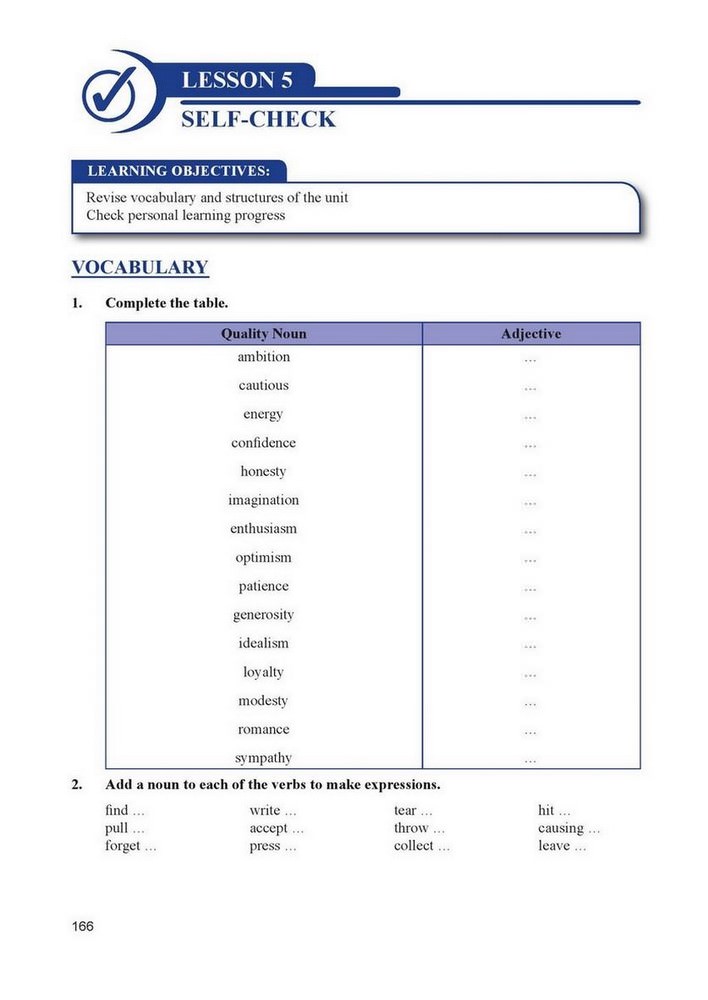 LESSON 5
SELF-CHECK
LEARNING OBJECTIVES:
Revise vocabulary and structures of the unit
Check personal learning progress
VOCABULARY
1. Complete the table.
Quality Noun Adjective
ambition …
cautious …
energy …
confidence …
honesty …
imagination …
enthusiasm …
optimism …
patience …
generosity …
idealism …
loyalty …
modesty …
romance …
sympathy …
2. Add a noun to each of the verbs to make expressions.
find … write … tear … hit …
pull … accept … throw … causing …
forget … press … collect … leave …
166